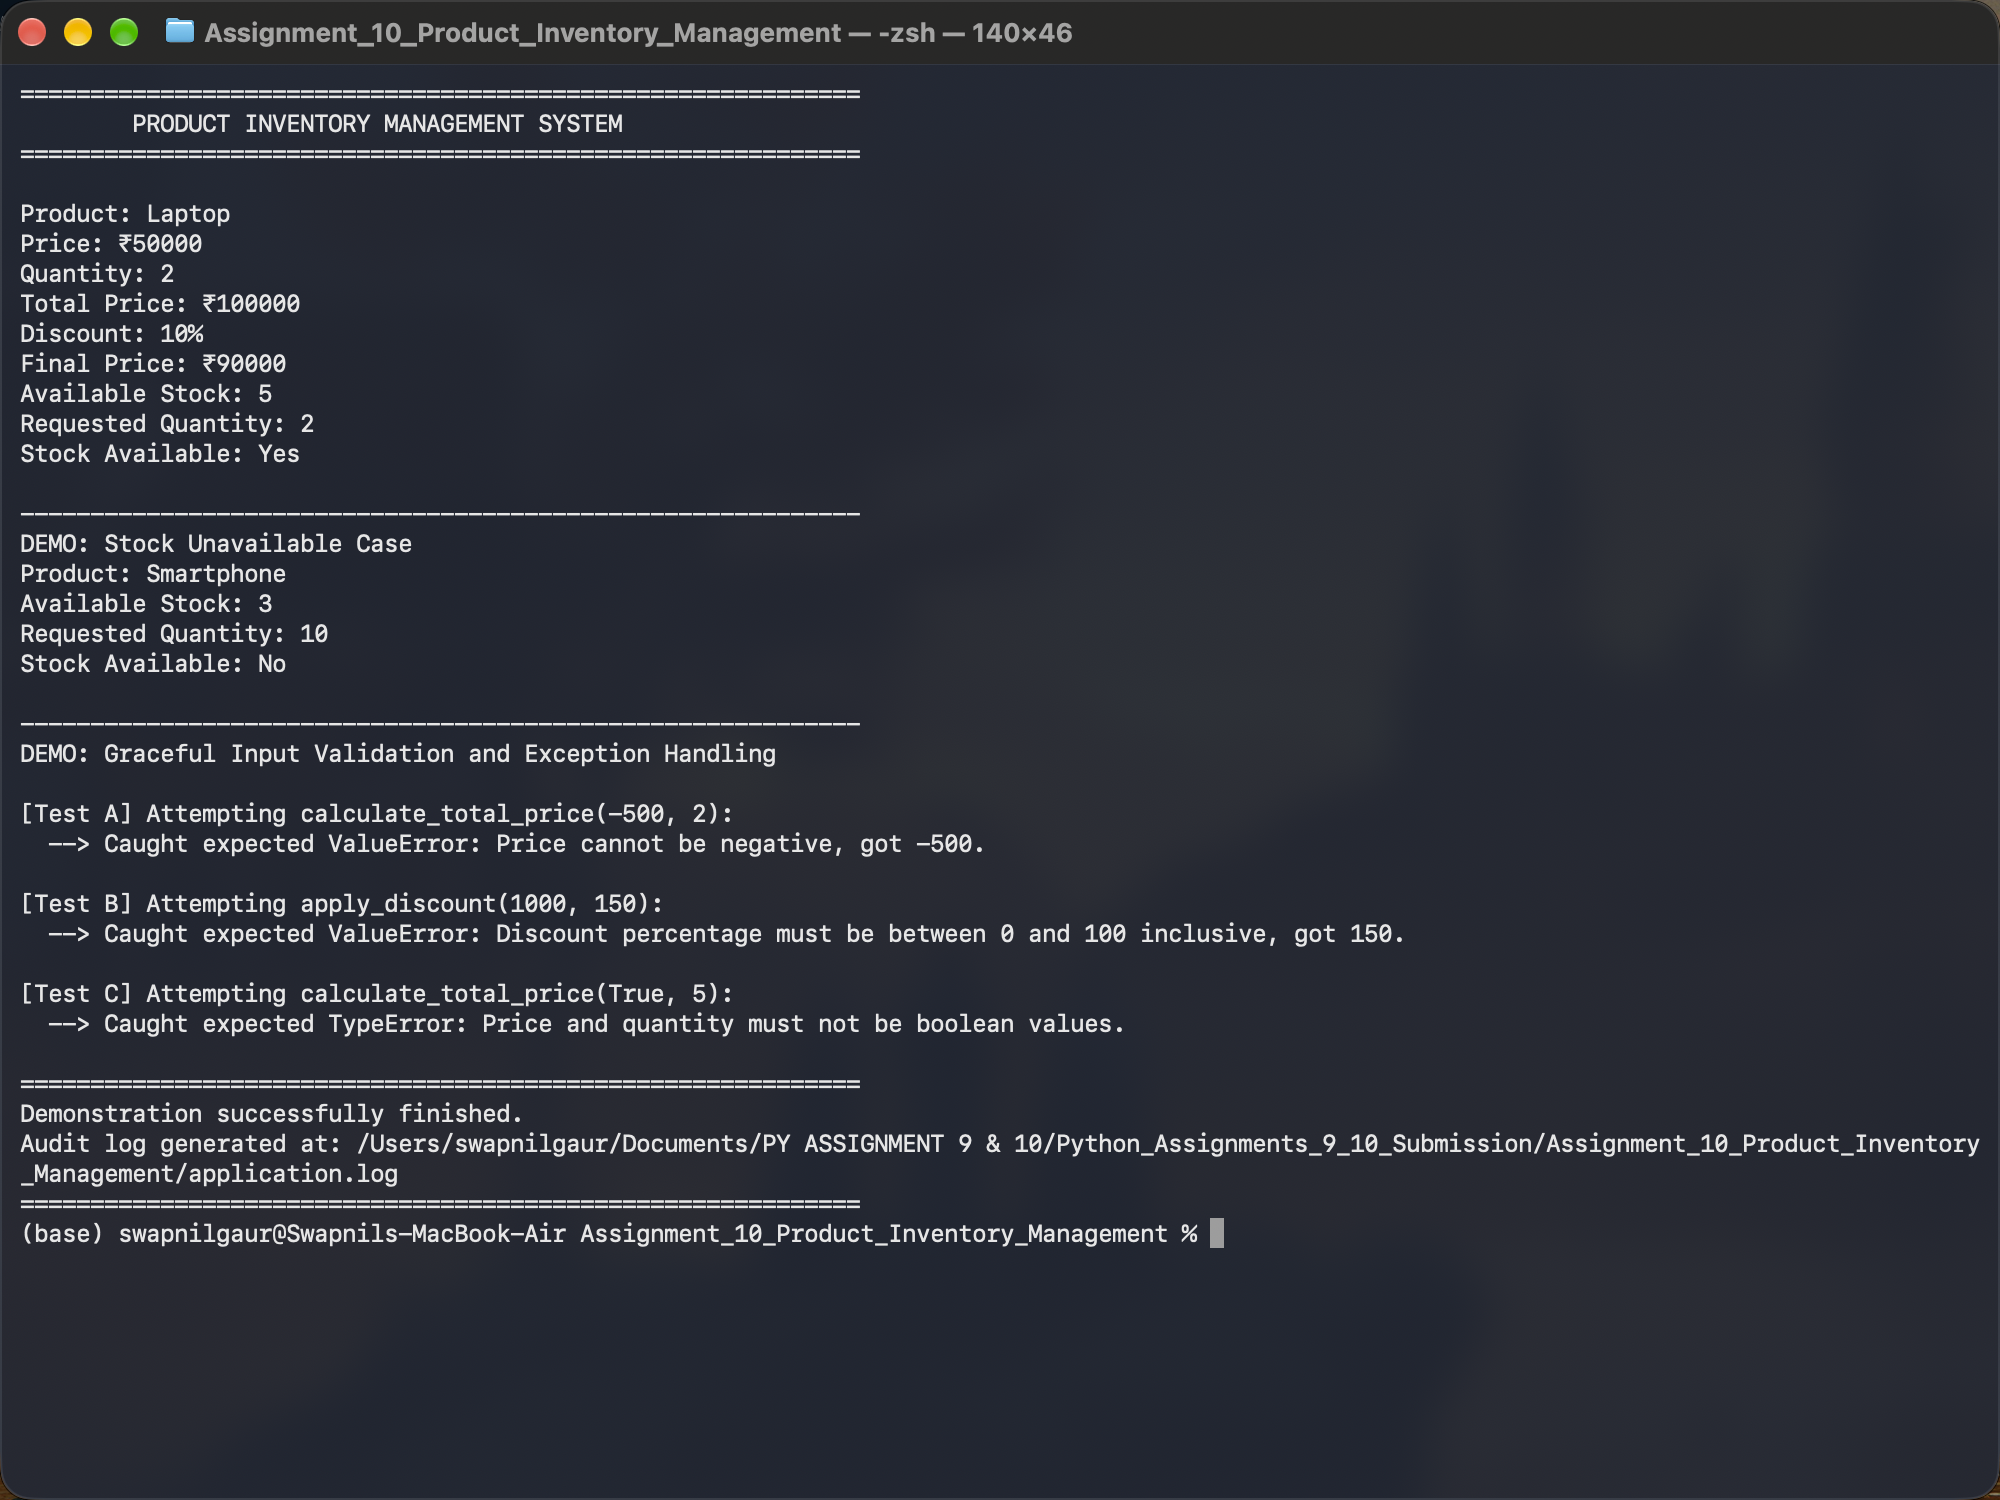 Assignment_10_Product_Inventory_Management — -zsh — 140×46
============================================================
PRODUCT INVENTORY MANAGEMENT SYSTEM
============================================================
Product: Laptop
Price: ₹50000
Quantity: 2
Total Price: ₹100000
Discount: 10%
Final Price: ₹90000
Available Stock: 5
Requested Quantity: 2
Stock Available: Yes
------------------------------------------------------------
DEMO: Stock Unavailable Case
Product: Smartphone
Available Stock: 3
Requested Quantity: 10
Stock Available: No
------------------------------------------------------------
DEMO: Graceful Input Validation and Exception Handling
[Test A] Attempting calculate_total_price(-500, 2):
--> Caught expected ValueError: Price cannot be negative, got -500.
[Test B] Attempting apply_discount(1000, 150):
--> Caught expected ValueError: Discount percentage must be between 0 and 100 inclusive, got 150.
[Test C] Attempting calculate_total_price(True, 5):
--> Caught expected TypeError: Price and quantity must not be boolean values.
============================================================
Demonstration successfully finished.
Audit log generated at: /Users/swapnilgaur/Documents/PY ASSIGNMENT 9 & 10/Python_Assignments_9_10_Submission/Assignment_10_Product_Inventory
_Management/application.log
============================================================
(base) swapnilgaur@Swapnils-MacBook-Air Assignment_10_Product_Inventory_Management %